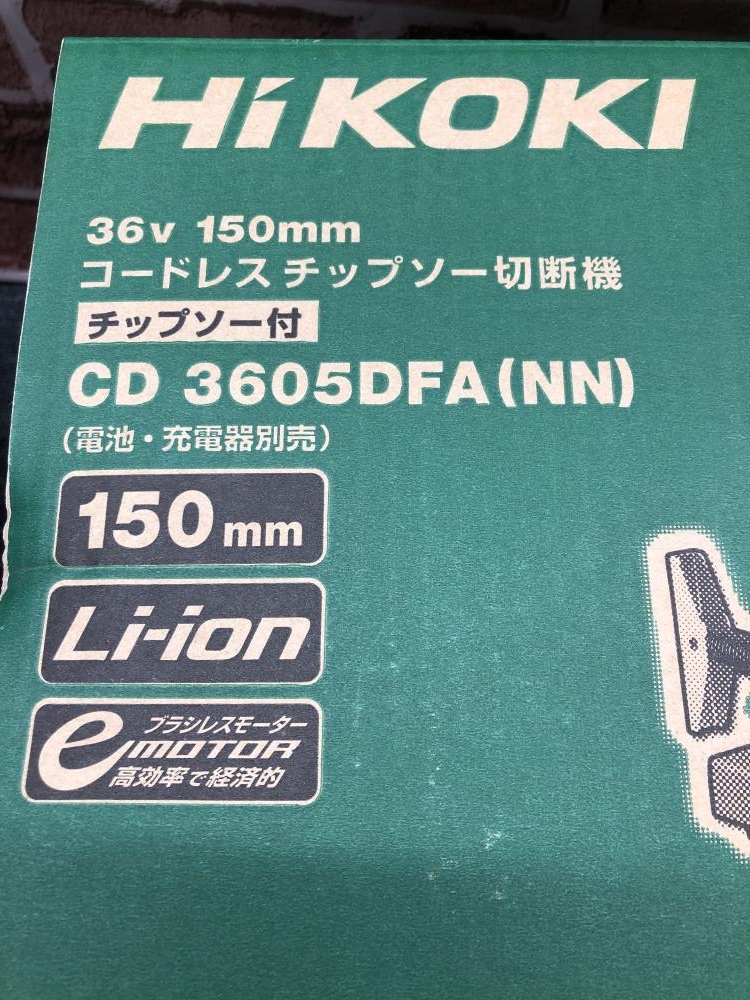 HiKOKI
36v 150mm
コードレス チップソー切断機
チップソー付
CD 3605DFA(NN)
(電池・充電器別売)
150mm
Li-ion
ブラシレスモーター
eMOTOR
高効率で経済的